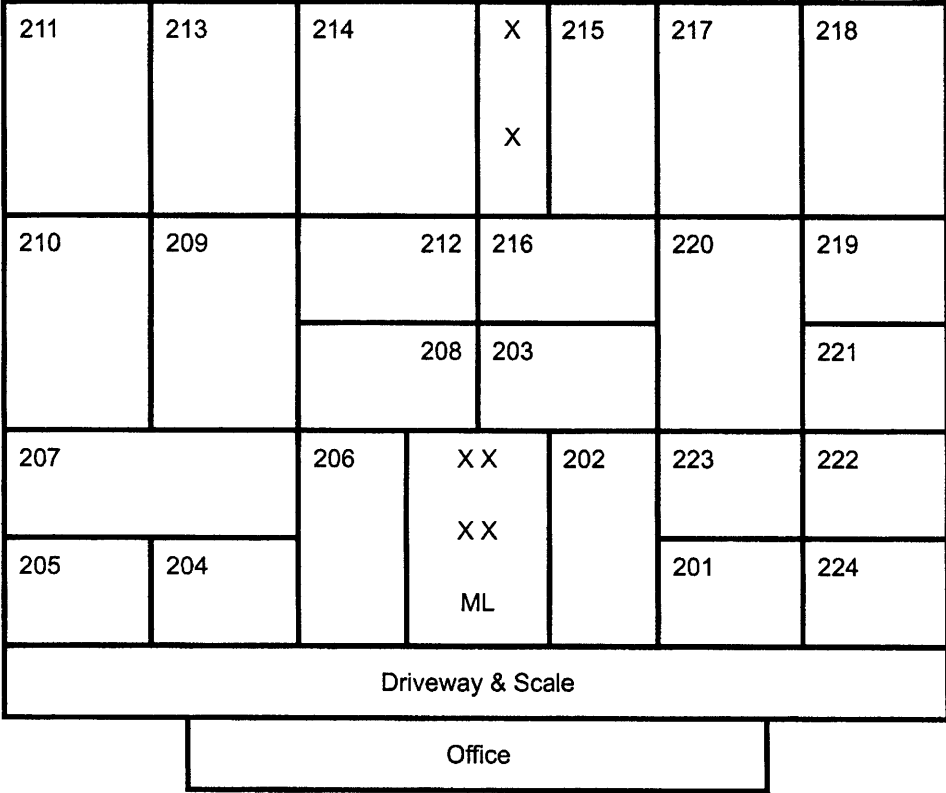 211 213 214 X 215 217 218
X
210 209 212 216 220 219
208 203 221
207 206 X X 202 223 222
X X
205 204 201 224
ML
Driveway & Scale
Office